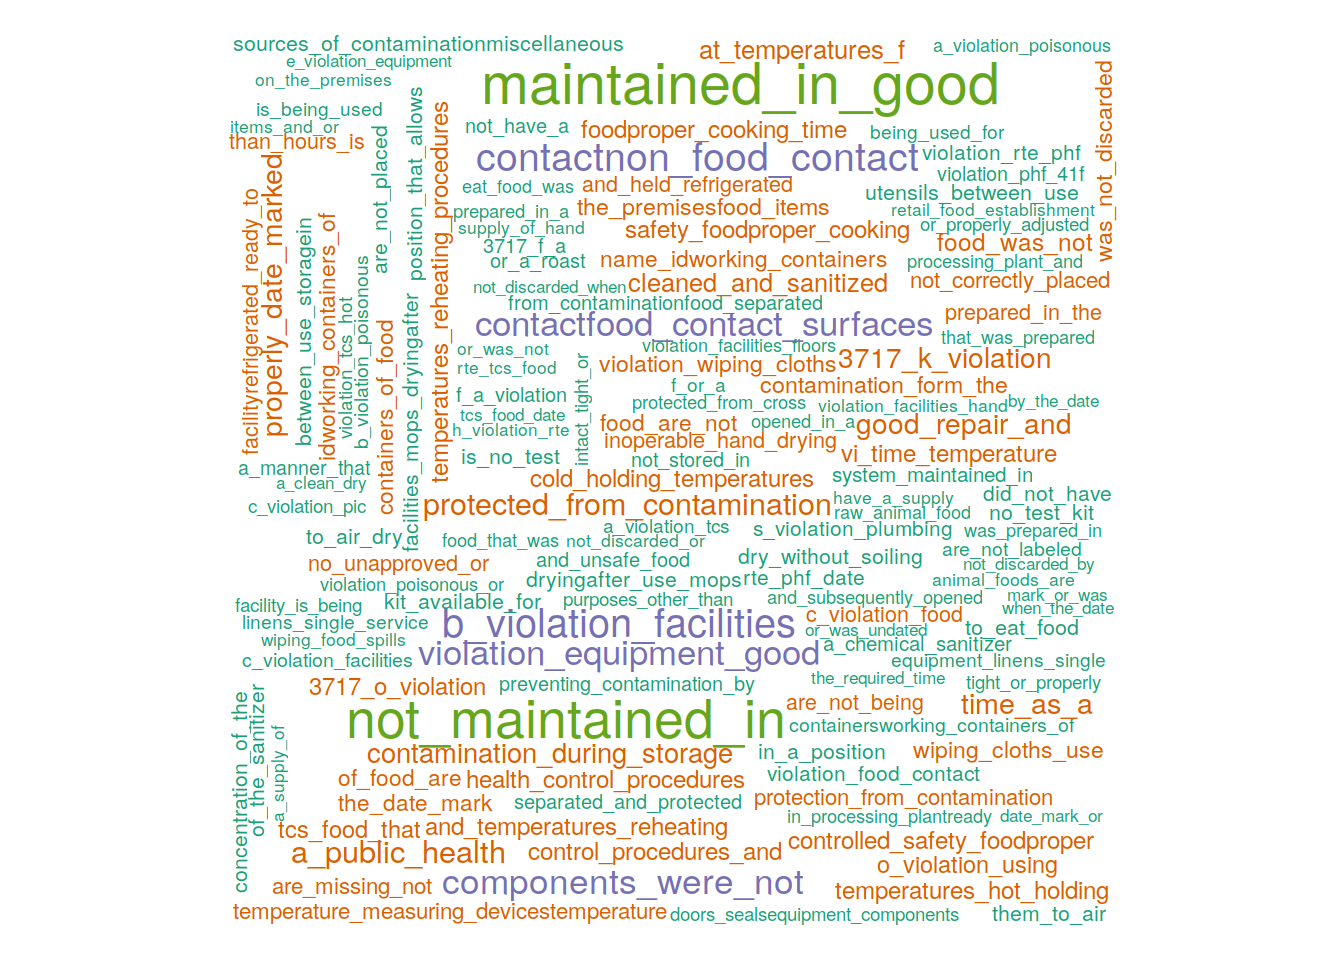 sources_of_contaminationmiscellaneous
at_temperatures_f
a_violation_poisonous
e_violation_equipment
on_the_premises
maintained_in_good
is_being_used
items_and_or
than_hours_is
not_have_a
foodproper_cooking_time
being_used_for
contactnon_food_contact
violation_rte_phf
violation_phf_41f
eat_food_was
and_held_refrigerated
utensils_between_use
prepared_in_a
the_premisesfood_items
retail_food_establishment
supply_of_hand
safety_foodproper_cooking
or_properly_adjusted
3717_f_a
food_was_not
or_a_roast
name_idworking_containers
processing_plant_and
not_discarded_when
cleaned_and_sanitized
not_correctly_placed
from_contaminationfood_separated
contactfood_contact_surfaces
prepared_in_the
that_was_prepared
or_was_not
violation_facilities_floors
rte_tcs_food
violation_wiping_cloths
3717_k_violation
f_a_violation
f_or_a
contamination_form_the
tcs_food_date
protected_from_cross
violation_facilities_hand
by_the_date
h_violation_rte
food_are_not
opened_in_a
good_repair_and
inoperable_hand_drying
is_no_test
not_stored_in
vi_time_temperature
a_manner_that
a_clean_dry
cold_holding_temperatures
system_maintained_in
c_violation_pic
protected_from_contamination
have_a_supply
did_not_have
raw_animal_food
no_test_kit
to_air_dry
food_that_was
not_discarded_or
a_violation_tcs
s_violation_plumbing
was_prepared_in
no_unapproved_or
and_unsafe_food
dry_without_soiling
are_not_labeled
not_discarded_by
violation_poisonous_or
dryingafter_use_mops
rte_phf_date
animal_foods_are
facility_is_being
kit_available_for
purposes_other_than
and_subsequently_opened
mark_or_was
when_the_date
linens_single_service
b_violation_facilities
c_violation_food
or_was_undated
to_eat_food
wiping_food_spills
a_chemical_sanitizer
c_violation_facilities
violation_equipment_good
equipment_linens_single
3717_o_violation
preventing_contamination_by
the_required_time
tight_or_properly
not_maintained_in
are_not_being
time_as_a
containersworking_containers_of
contamination_during_storage
in_a_position
wiping_cloths_use
of_food_are
health_control_procedures
violation_food_contact
the_date_mark
separated_and_protected
protection_from_contamination
in_processing_plantready
date_mark_or
tcs_food_that
and_temperatures_reheating
controlled_safety_foodproper
a_public_health
control_procedures_and
o_violation_using
are_missing_not
components_were_not
temperatures_hot_holding
temperature_measuring_devicestemperature
doors_sealsequipment_components
them_to_air
facilityrefrigerated_ready_to
properly_date_marked
between_use_storagein
idworking_containers_of
violation_tcs_hot
b_violation_poisonous
are_not_placed
containers_of_food
facilities_mops_dryingafter
position_that_allows
temperatures_reheating_procedures
intact_tight_or
was_not_discarded
concentration_of_the
of_the_sanitizer
a_supply_of